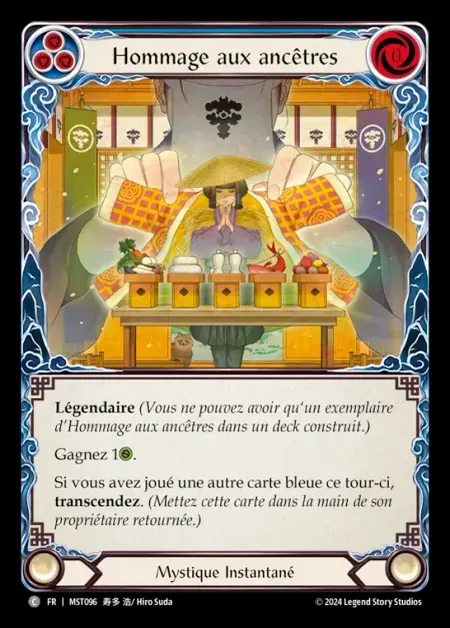 Hommage aux ancêtres
0
Légendaire (Vous ne pouvez avoir qu'un exemplaire
d'Hommage aux ancêtres dans un deck construit.)
Gagnez 1.
Si vous avez joué une autre carte bleue ce tour-ci,
transcendez. (Mettez cette carte dans la main de son
propriétaire retournée.)
Mystique Instantané
C FR | MST096 寿多 浩/ Hiro Suda
© 2024 Legend Story Studios